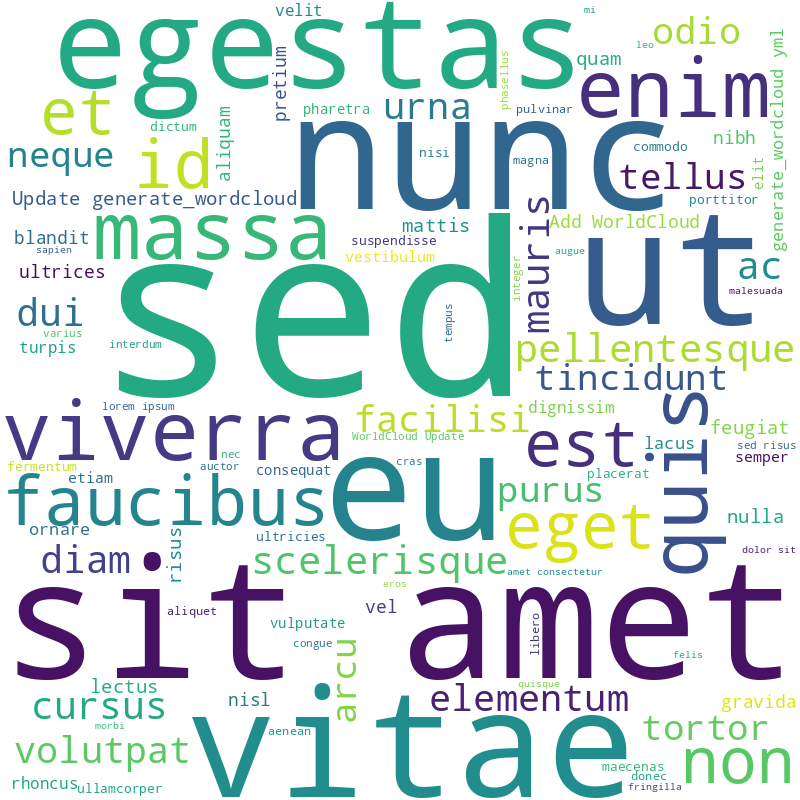 velit
mi
egestas
odio
leo
enim
quam
pretium
phasellus
et
pharetra
urna
pulvinar
generate_wordcloud yml
dictum
aliquam
nunc
nibh
commodo
neque
id
nisi
magna
elit
tellus
porttitor
Update generate_wordcloud
massa
mattis
mauris
Add WorldCloud
ut
blandit
sapien
suspendisse
vestibulum
augue
ac
ultrices
sed
integer
malesuada
dui
varius
turpis
interdum
tempus
pellentesque
tincidunt
lorem ipsum
viverra
facilisi
dignissim
quis
feugiat
WorldCloud Update
est
lacus
sed risus
semper
nec
fermentum
auctor
etiam
consequat
cras
placerat
faucibus
eu
purus
eget
nulla
ornare
ultricies
diam
risus
scelerisque
dolor sit
amet consectetur
eros
sit amet
aliquet
vel
libero
vulputate
congue
felis
arcu
lectus
quisque
cursus
nisl
elementum
gravida
morbi
aenean
vitae
tortor
volutpat
non
maecenas
donec
rhoncus
ullamcorper
fringilla